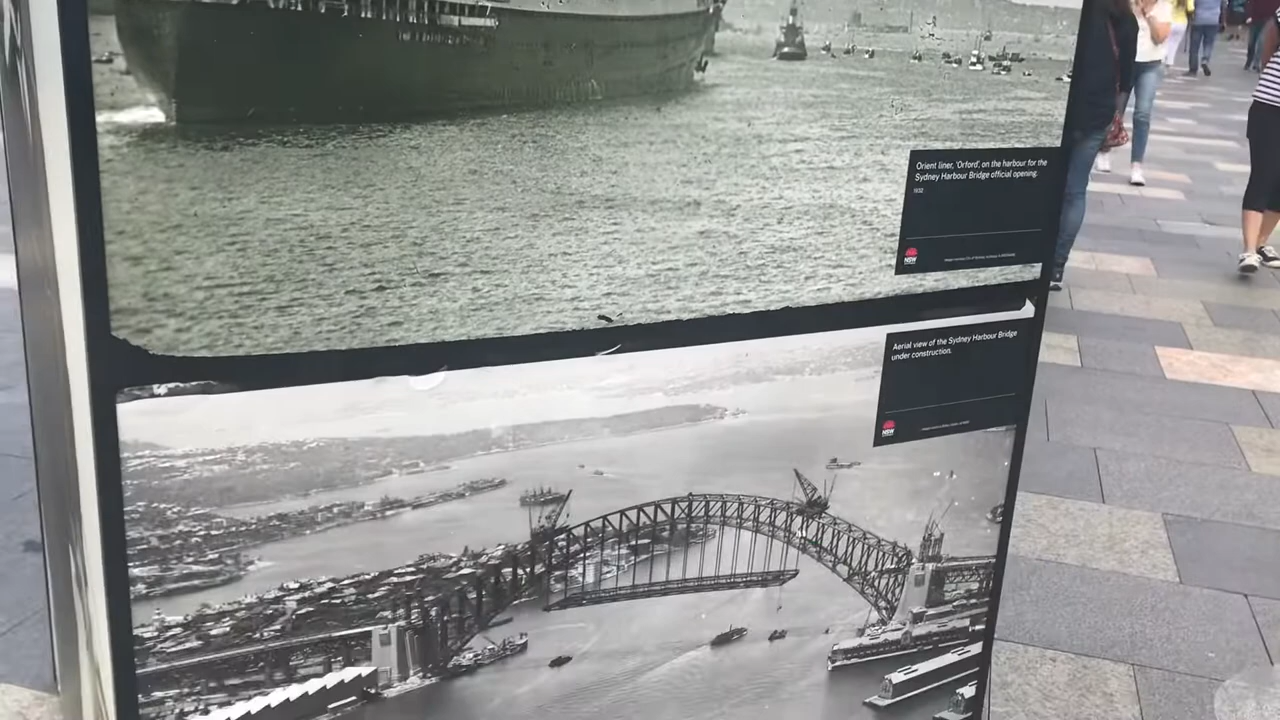 Orient liner, 'Orford', on the harbour for the
Sydney Harbour Bridge official opening.
1932
NSW
Aerial view of the Sydney Harbour Bridge
under construction.
NSW